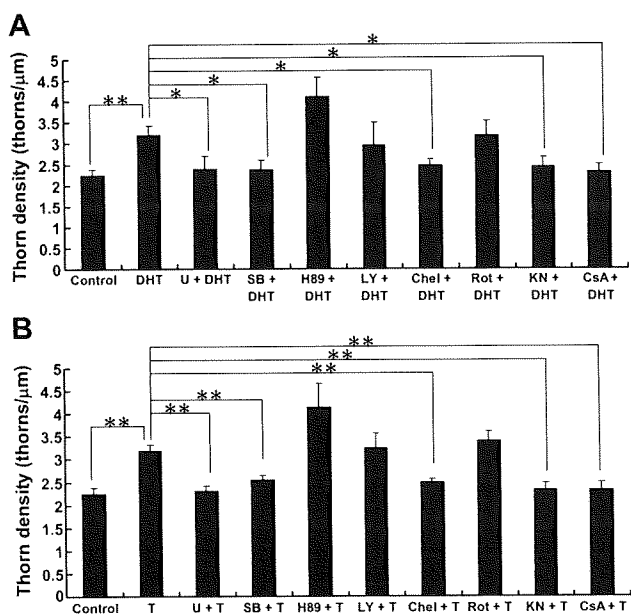 A
Thorn density (thorns/μm)
5
4.5
4
3.5
3
2.5
2
1.5
1
0.5
0
**
*
*
*
*
*
Control
DHT
U + DHT
SB + DHT
H89 + DHT
LY + DHT
Chel + DHT
Rot + DHT
KN + DHT
CsA + DHT
B
Thorn density (thorns/μm)
5
4.5
4
3.5
3
2.5
2
1.5
1
0.5
0
**
**
**
**
**
**
Control
T
U + T
SB + T
H89 + T
LY + T
Chel + T
Rot + T
KN + T
CsA + T